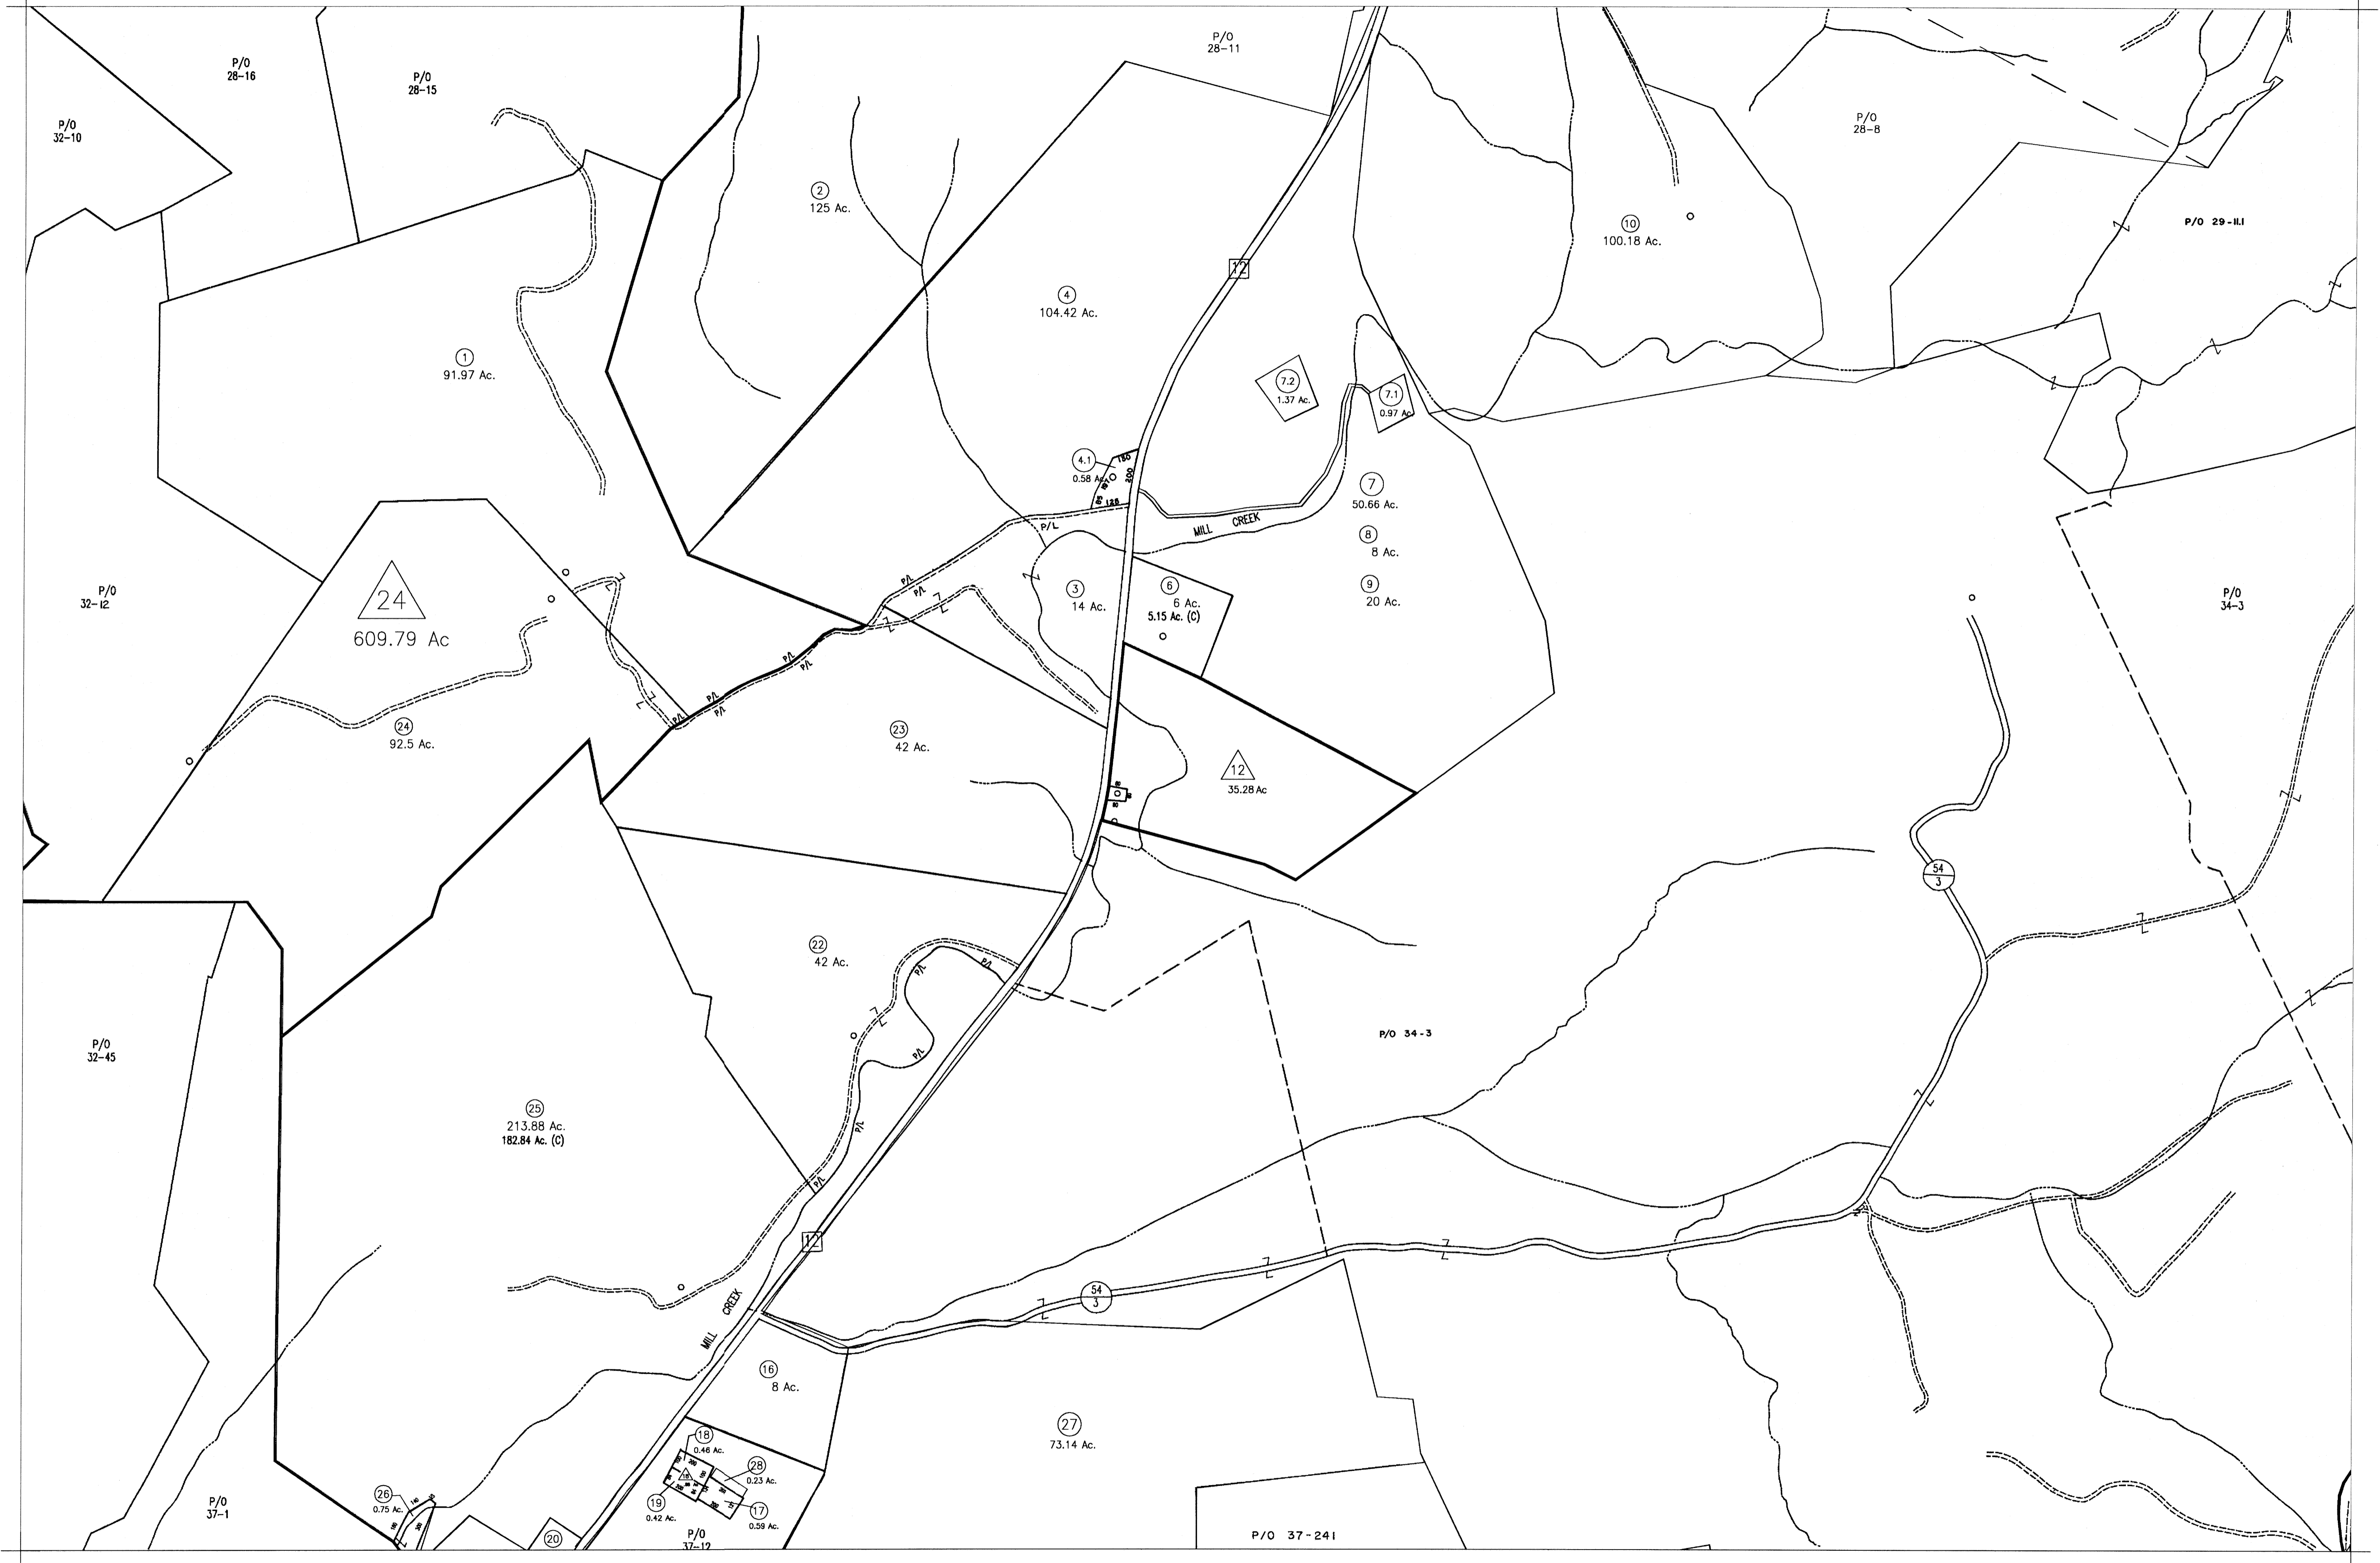 P/O
28-11
P/O
28-16
P/O
28-15
P/O
32-10
P/O
28-8
2
125 Ac.
10
100.18 Ac.
P/O 29-11.1
12
4
104.42 Ac.
1
91.97 Ac.
7.2
1.37 Ac.
7.1
0.97 Ac
4.1
0.58 Ac.
150
200
85
128
7
50.66 Ac.
MILL CREEK
P/L
8
8 Ac.
9
20 Ac.
3
14 Ac.
6
6 Ac.
5.15 Ac. (C)
P/L
P/L
24
609.79 Ac
P/O
32-12
P/O
34-3
P/L
P/L
P/L
P/L
P/L
24
92.5 Ac.
23
42 Ac.
12
35.28 Ac
54
3
22
42 Ac.
P/L
P/L
P/L
P/L
P/L
P/O 34-3
P/O
32-45
25
213.88 Ac.
182.84 Ac. (C)
12
54
3
MILL CREEK
16
8 Ac.
27
73.14 Ac.
18
0.46 Ac.
28
0.23 Ac.
19
0.42 Ac.
17
0.59 Ac.
26
0.75 Ac.
P/O
37-1
20
P/O
37-12
P/O 37-241